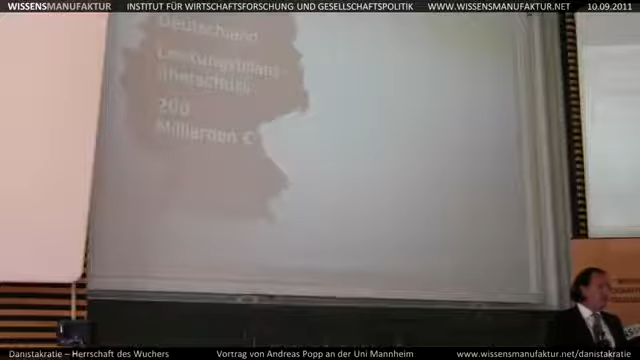 WISSENSMANUFAKTUR INSTITUT FÜR WIRTSCHAFTSFORSCHUNG UND GESELLSCHAFTSPOLITIK WWW.WISSENSMANUFAKTUR.NET 10.09.2011
Deutschland
Leistungsbilanz-
überschuss
200
Milliarden €
Danistakratie – Herrschaft des Wuchers Vortrag von Andreas Popp an der Uni Mannheim www.wissensmanufaktur.net/danistakratie